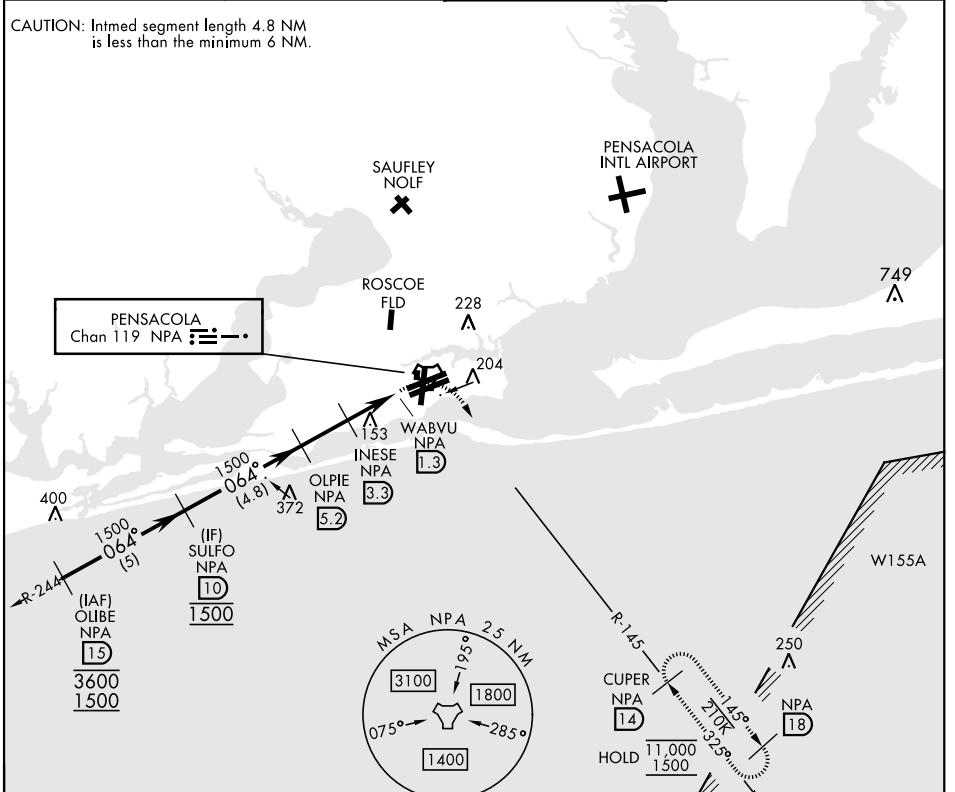 CAUTION: Intmed segment length 4.8 NM
is less than the minimum 6 NM.
SAUFLEY
NOLF
PENSACOLA
INTL AIRPORT
749
ROSCOE
FLD
228
PENSACOLA
Chan 119 NPA
204
153
WABVU
NPA
1.3
INESE
NPA
3.3
OLPIE
NPA
5.2
1500
064°
(4.8)
372
400
1500
064°
(5)
(IF)
SULFO
NPA
10
1500
R-244
(IAF)
OLIBE
NPA
15
3600
1500
W155A
R-145
MSA NPA 25 NM
195°
3100
1800
075°
285°
1400
250
CUPER
NPA
14
145°
210K
325°
NPA
18
HOLD
11,000
1500